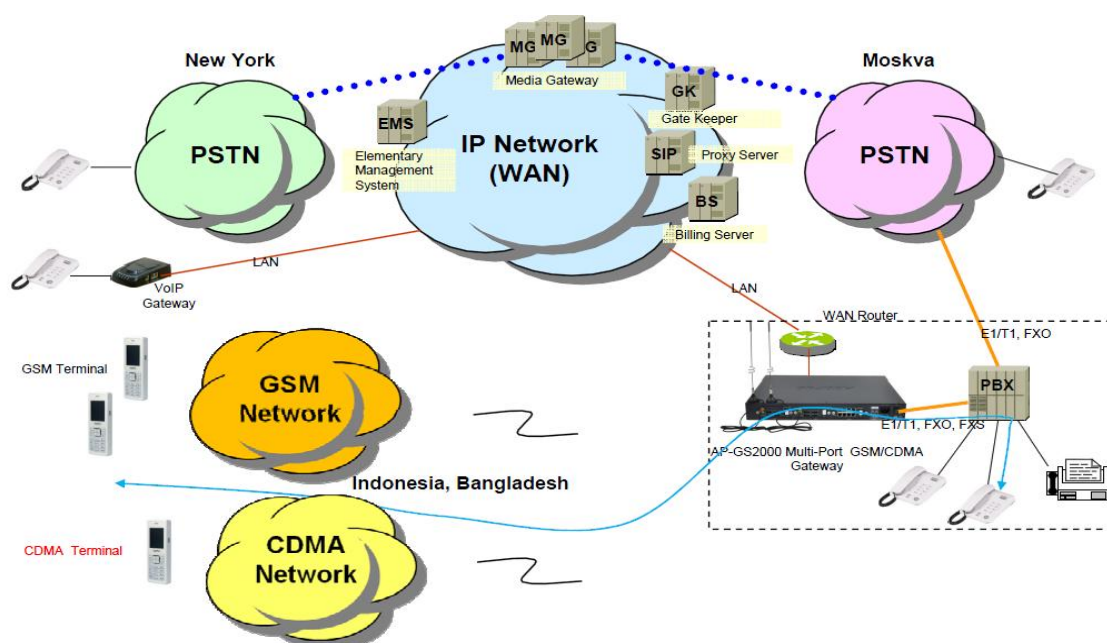 New York
MG
MG
G
Moskva
Media Gateway
GK
Gate Keeper
EMS
PSTN
IP Network
(WAN)
SIP
Proxy Server
PSTN
Elementary
Management
System
BS
Billing Server
LAN
VoIP
Gateway
LAN
WAN Router
E1/T1, FXO
GSM Terminal
GSM
Network
PBX
E1/T1, FXO, FXS
AP-GS2000 Multi-Port GSM/CDMA
Gateway
Indonesia, Bangladesh
CDMA Terminal
CDMA
Network